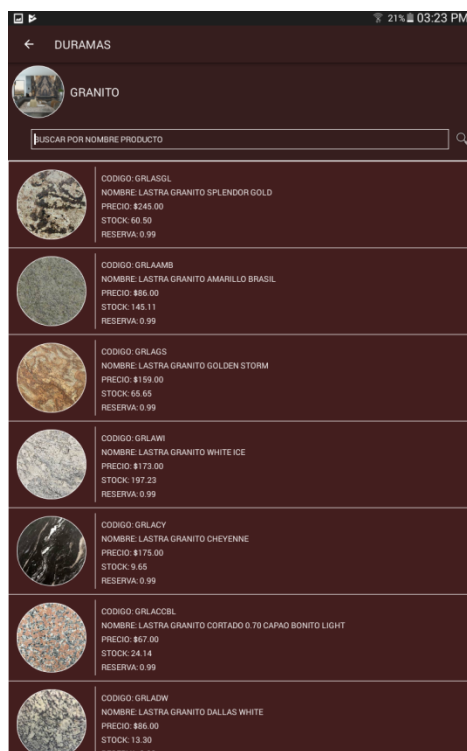 21% 03:23 PM
DURAMAS
GRANITO
BUSCAR POR NOMBRE PRODUCTO
CODIGO: GRLASGL
NOMBRE: LASTRA GRANITO SPLENDOR GOLD
PRECIO: $245.00
STOCK: 60.50
RESERVA: 0.99
CODIGO: GRLAAMB
NOMBRE: LASTRA GRANITO AMARILLO BRASIL
PRECIO: $86.00
STOCK: 145.11
RESERVA: 0.99
CODIGO: GRLAGS
NOMBRE: LASTRA GRANITO GOLDEN STORM
PRECIO: $159.00
STOCK: 65.65
RESERVA: 0.99
CODIGO: GRLAWI
NOMBRE: LASTRA GRANITO WHITE ICE
PRECIO: $173.00
STOCK: 197.23
RESERVA: 0.99
CODIGO: GRLACY
NOMBRE: LASTRA GRANITO CHEYENNE
PRECIO: $175.00
STOCK: 9.65
RESERVA: 0.99
CODIGO: GRLACCBL
NOMBRE: LASTRA GRANITO CORTADO 0.70 CAPAO BONITO LIGHT
PRECIO: $67.00
STOCK: 24.14
RESERVA: 0.99
CODIGO: GRLADW
NOMBRE: LASTRA GRANITO DALLAS WHITE
PRECIO: $86.00
STOCK: 13.30